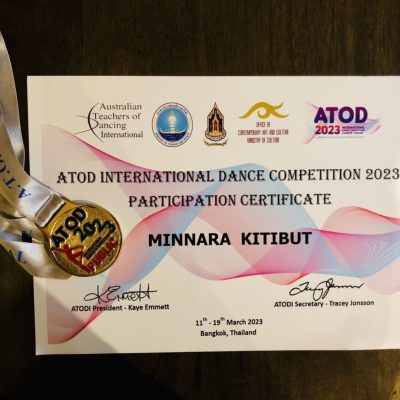 Australian
Teachers of
Dancing
International
OFFICE OF
CONTEMPORARY ART AND CULTURE
MINISTRY OF CULTURE
ATOD
2023
ATOD INTERNATIONAL DANCE COMPETITION 2023
PARTICIPATION CERTIFICATE
MINNARA KITIBUT
ATODI President - Kaye Emmett
ATODI Secretary - Tracey Jonsson
11th - 19th March 2023
Bangkok, Thailand
ATOD
2023